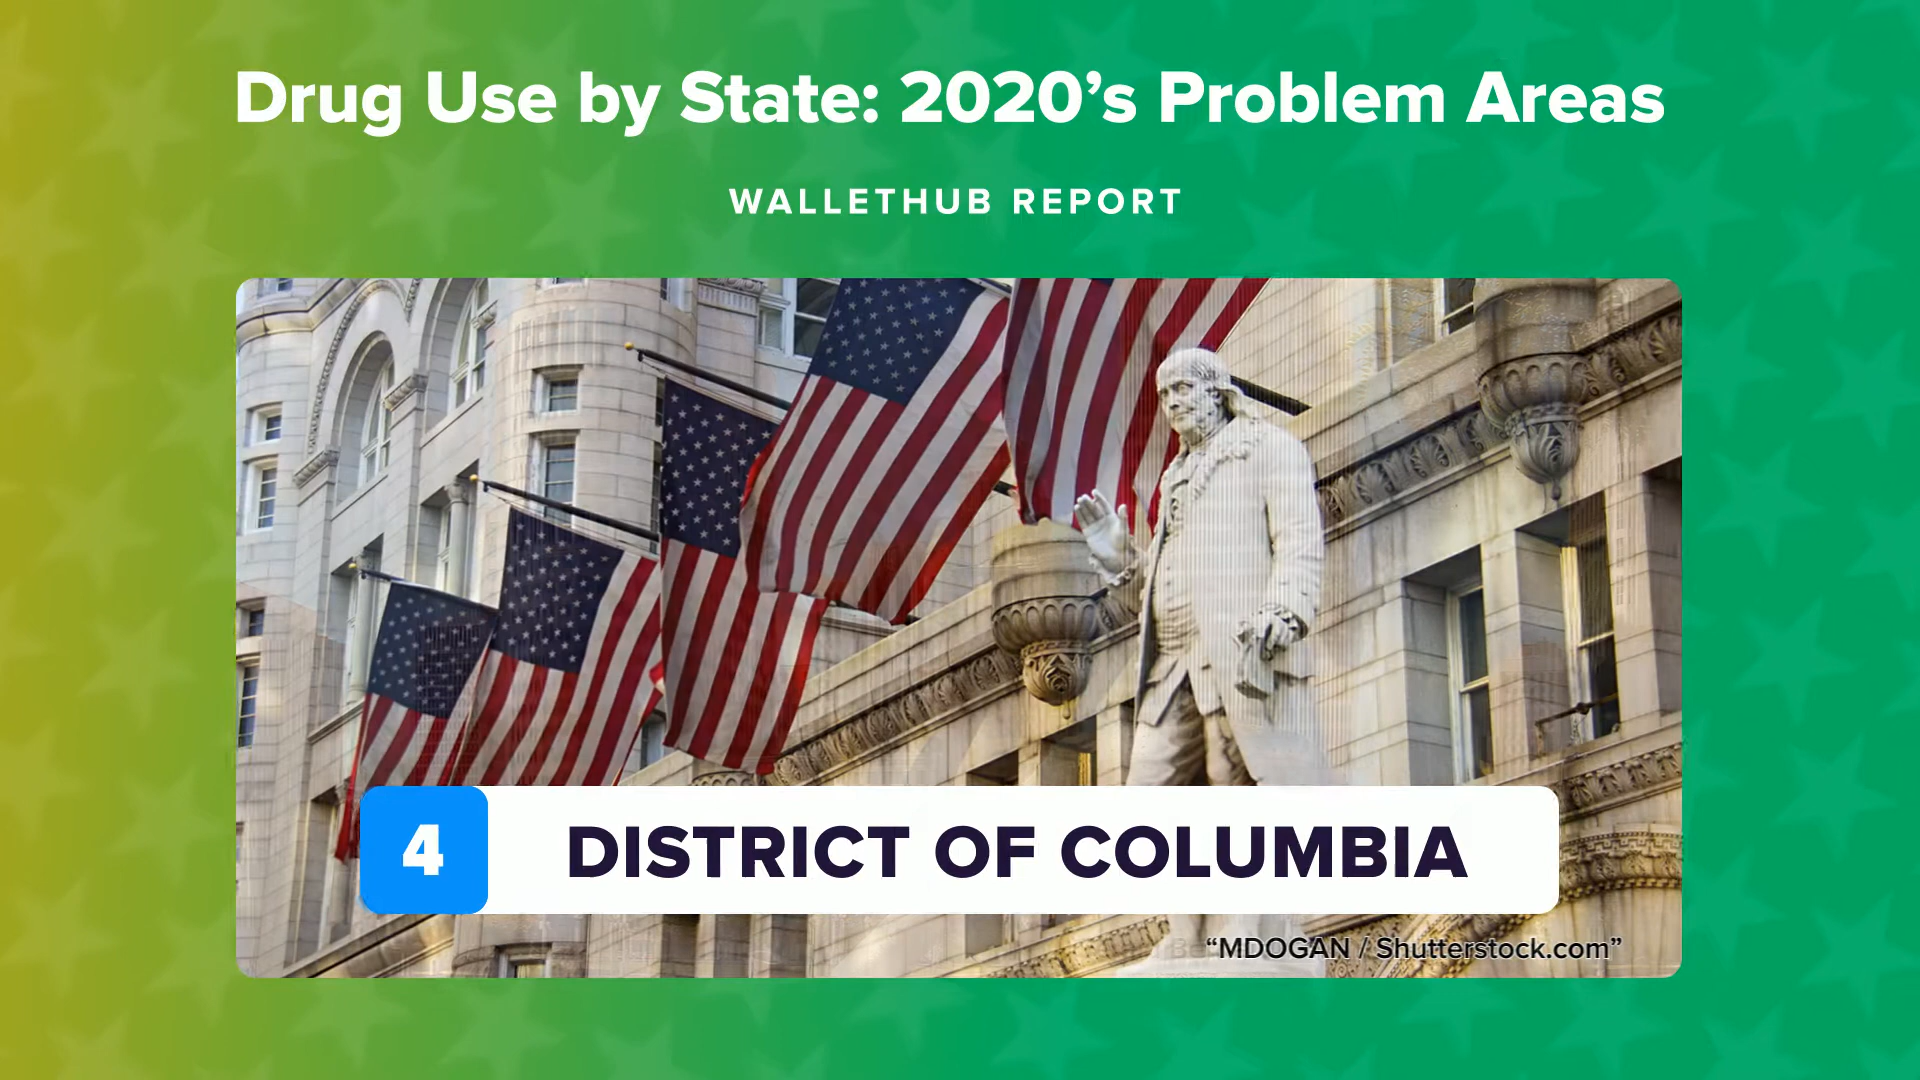 Drug Use by State: 2020’s Problem Areas
WALLETHUB REPORT
4
DISTRICT OF COLUMBIA
“MDOGAN / Shutterstock.com”